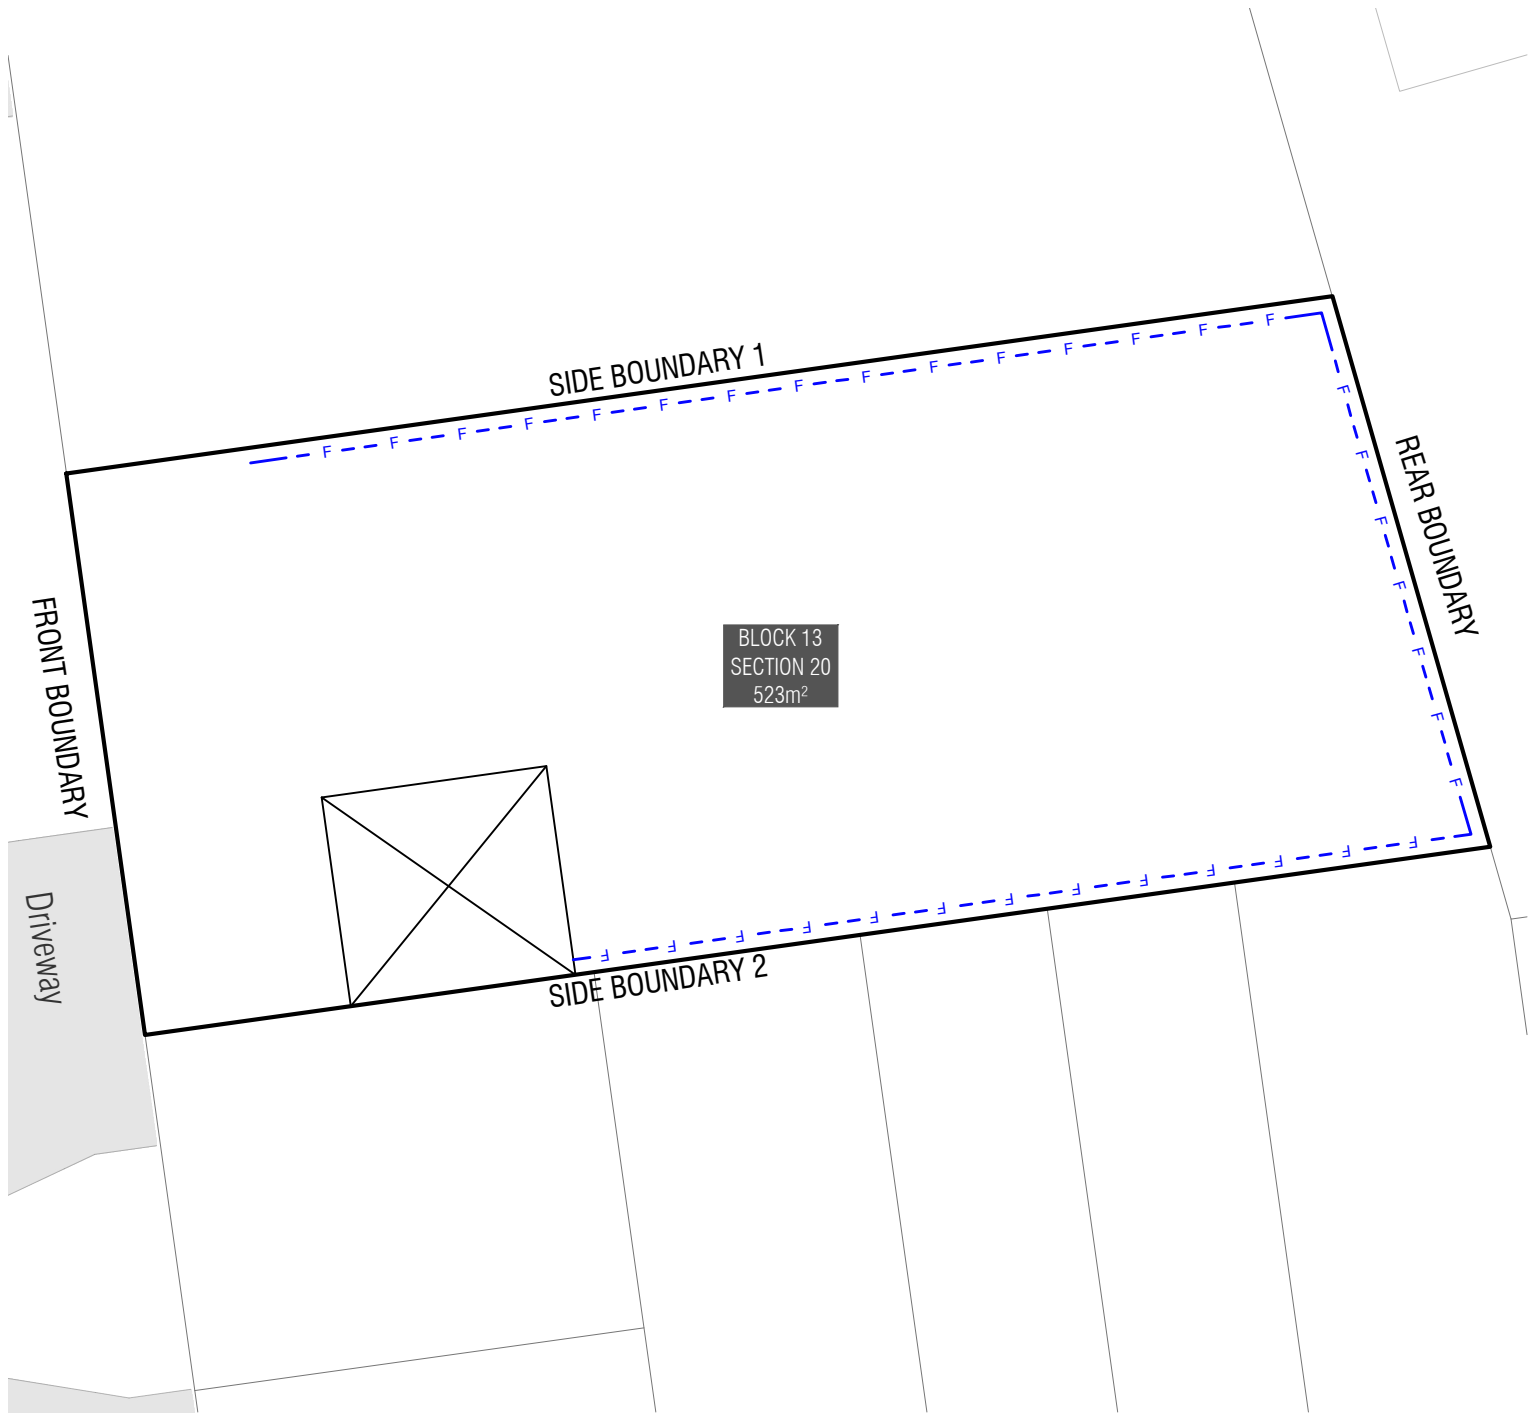 SIDE BOUNDARY 1
F F F F F F F F F F F F F F F
F
F
F
F
F
F
F
REAR BOUNDARY
FRONT BOUNDARY
BLOCK 13
SECTION 20
523m²
Driveway
F F F F F F F F F F F F F
SIDE BOUNDARY 2